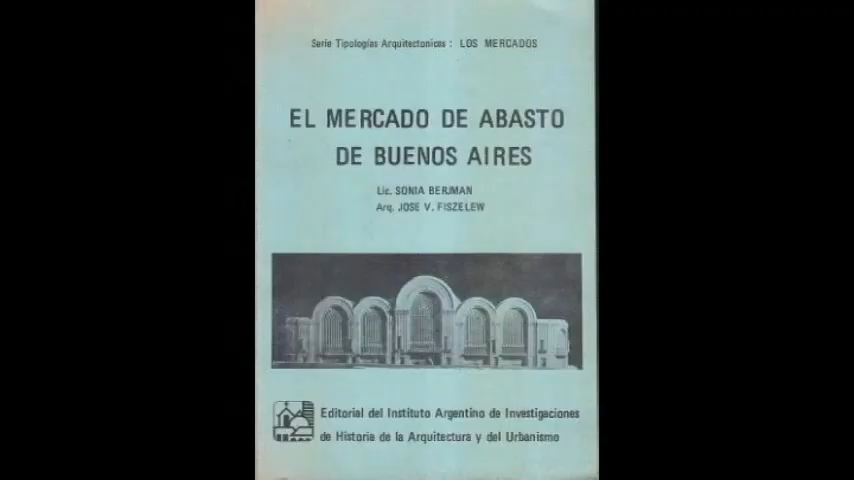 Serie Tipologías Arquitectonicas : LOS MERCADOS
EL MERCADO DE ABASTO
DE BUENOS AIRES
Lic. SONIA BERJMAN
Arq. JOSE V. FISZELEW
Editorial del Instituto Argentino de Investigaciones
de Historia de la Arquitectura y del Urbanismo